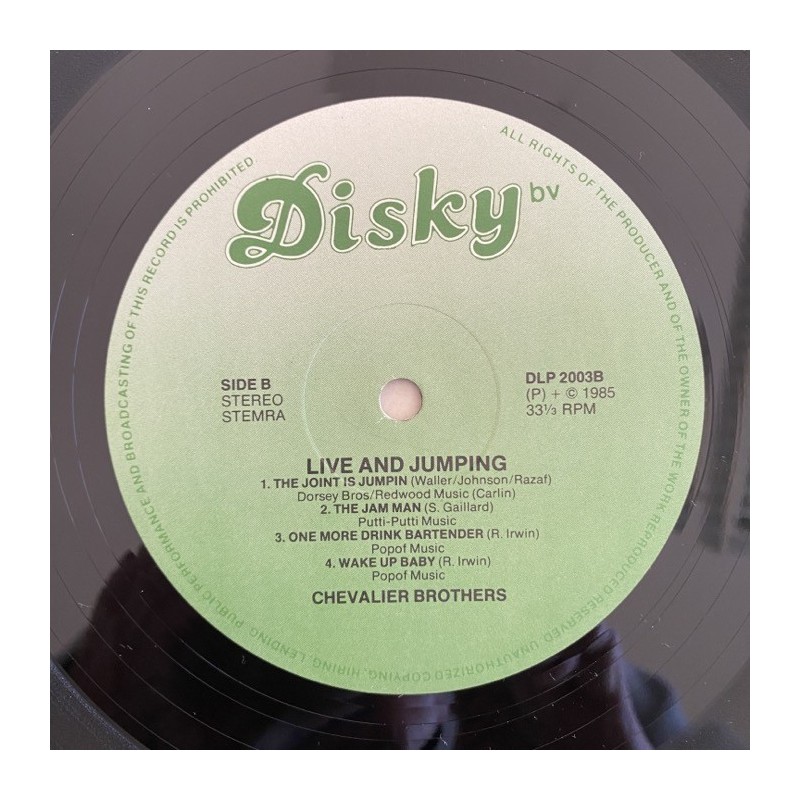 Disky bv
SIDE B
STEREO
STEMRA
DLP 2003B
(P) + © 1985
33⅓ RPM
LIVE AND JUMPING
1. THE JOINT IS JUMPIN (Waller/Johnson/Razaf)
Dorsey Bros/Redwood Music (Carlin)
2. THE JAM MAN (S. Gaillard)
Putti-Putti Music
3. ONE MORE DRINK BARTENDER (R. Irwin)
Popof Music
4. WAKE UP BABY (R. Irwin)
Popof Music
CHEVALIER BROTHERS
ALL RIGHTS OF THE PRODUCER AND OF THE OWNER OF THE WORK REPRODUCED RESERVED. UNAUTHORIZED COPYING, HIRING, LENDING, PUBLIC PERFORMANCE AND BROADCASTING OF THIS RECORD IS PROHIBITED